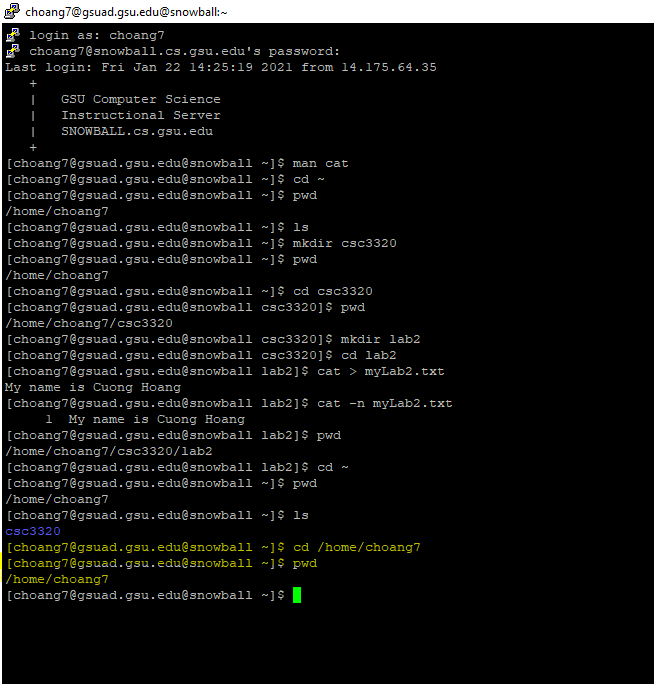 choang7@gsuad.gsu.edu@snowball:~
login as: choang7
choang7@snowball.cs.gsu.edu's password:
Last login: Fri Jan 22 14:25:19 2021 from 14.175.64.35
+
|   GSU Computer Science
|   Instructional Server
|   SNOWBALL.cs.gsu.edu
+
[choang7@gsuad.gsu.edu@snowball ~]$ man cat
[choang7@gsuad.gsu.edu@snowball ~]$ cd ~
[choang7@gsuad.gsu.edu@snowball ~]$ pwd
/home/choang7
[choang7@gsuad.gsu.edu@snowball ~]$ ls
[choang7@gsuad.gsu.edu@snowball ~]$ mkdir csc3320
[choang7@gsuad.gsu.edu@snowball ~]$ pwd
/home/choang7
[choang7@gsuad.gsu.edu@snowball ~]$ cd csc3320
[choang7@gsuad.gsu.edu@snowball csc3320]$ pwd
/home/choang7/csc3320
[choang7@gsuad.gsu.edu@snowball csc3320]$ mkdir lab2
[choang7@gsuad.gsu.edu@snowball csc3320]$ cd lab2
[choang7@gsuad.gsu.edu@snowball lab2]$ cat > myLab2.txt
My name is Cuong Hoang
[choang7@gsuad.gsu.edu@snowball lab2]$ cat -n myLab2.txt
     1  My name is Cuong Hoang
[choang7@gsuad.gsu.edu@snowball lab2]$ pwd
/home/choang7/csc3320/lab2
[choang7@gsuad.gsu.edu@snowball lab2]$ cd ~
[choang7@gsuad.gsu.edu@snowball ~]$ pwd
/home/choang7
[choang7@gsuad.gsu.edu@snowball ~]$ ls
csc3320
[choang7@gsuad.gsu.edu@snowball ~]$ cd /home/choang7
[choang7@gsuad.gsu.edu@snowball ~]$ pwd
/home/choang7
[choang7@gsuad.gsu.edu@snowball ~]$